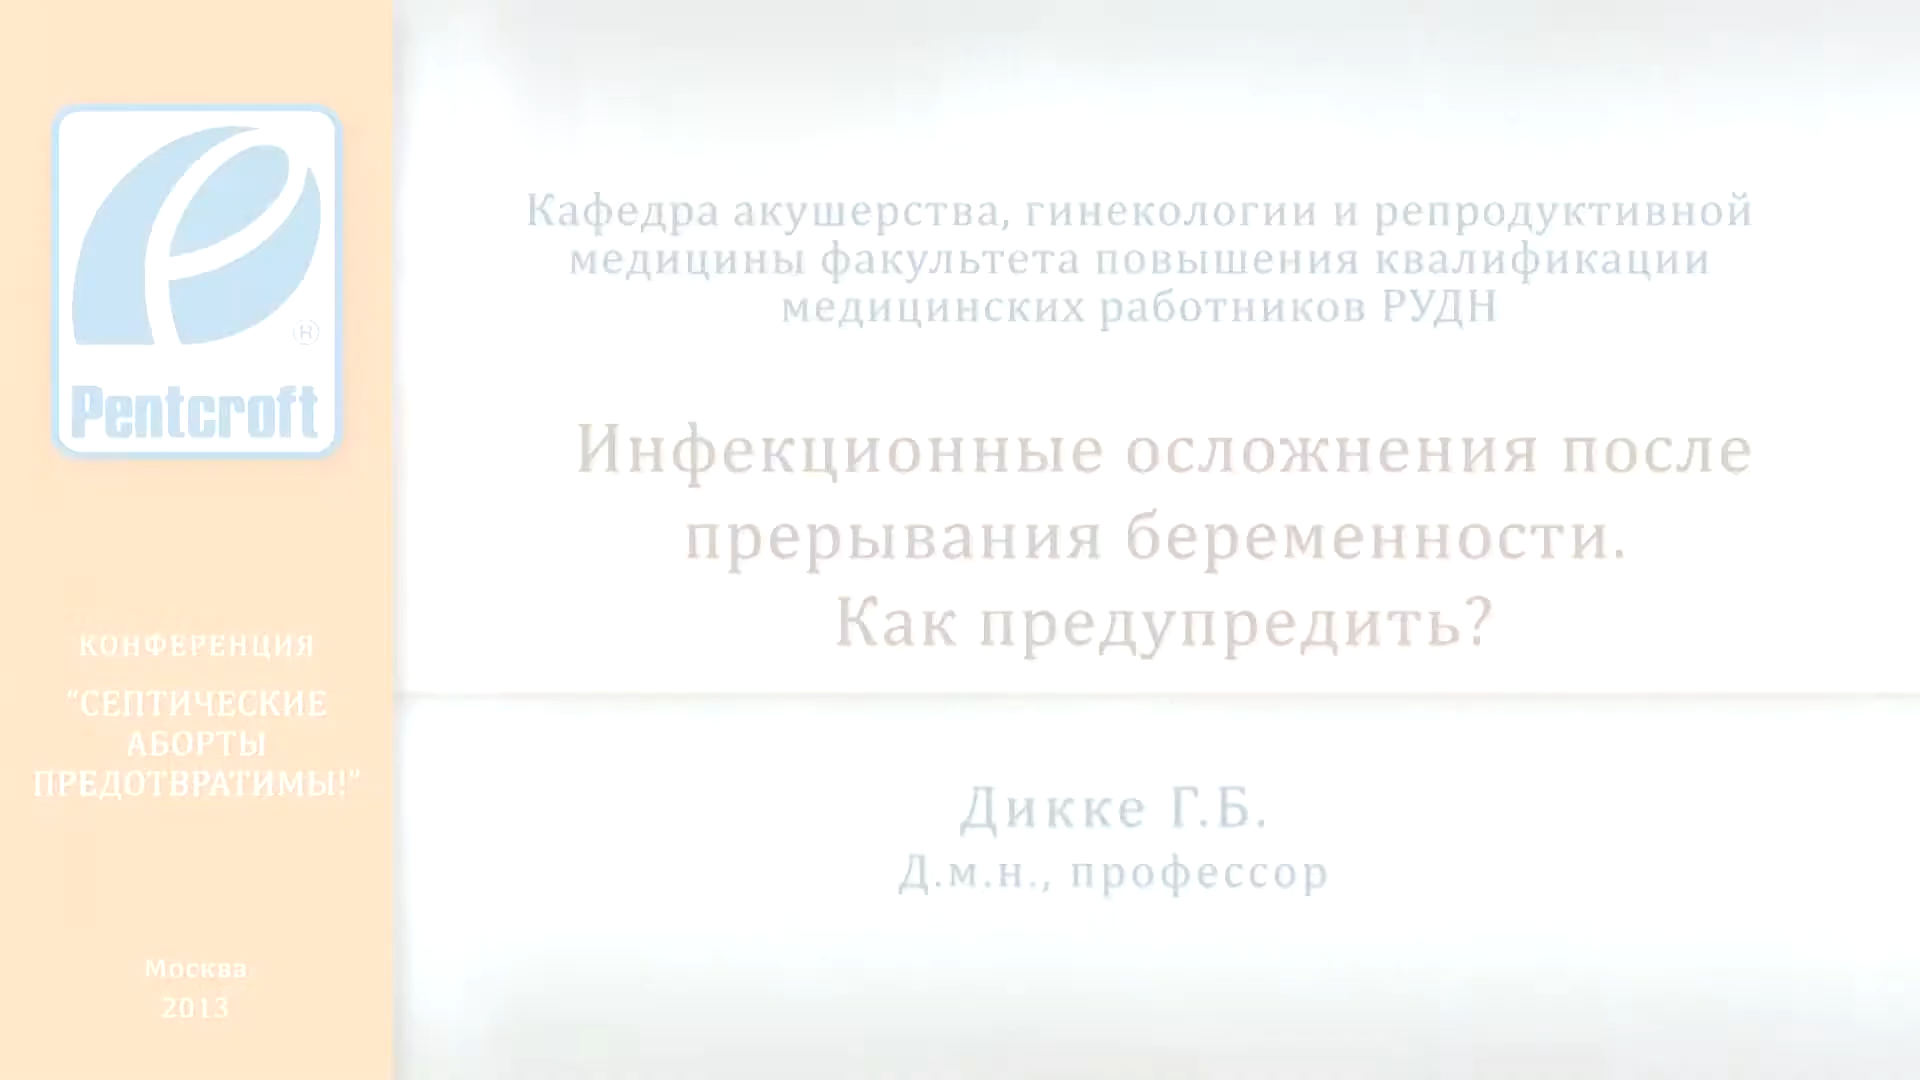 Pentcroft
КОНФЕРЕНЦИЯ
“СЕПТИЧЕСКИЕ
АБОРТЫ
ПРЕДОТВРАТИМЫ!”
Москва
2013
Кафедра акушерства, гинекологии и репродуктивной
медицины факультета повышения квалификации
медицинских работников РУДН
Инфекционные осложнения после
прерывания беременности.
Как предупредить?
Дикке Г.Б.
Д.м.н., профессор